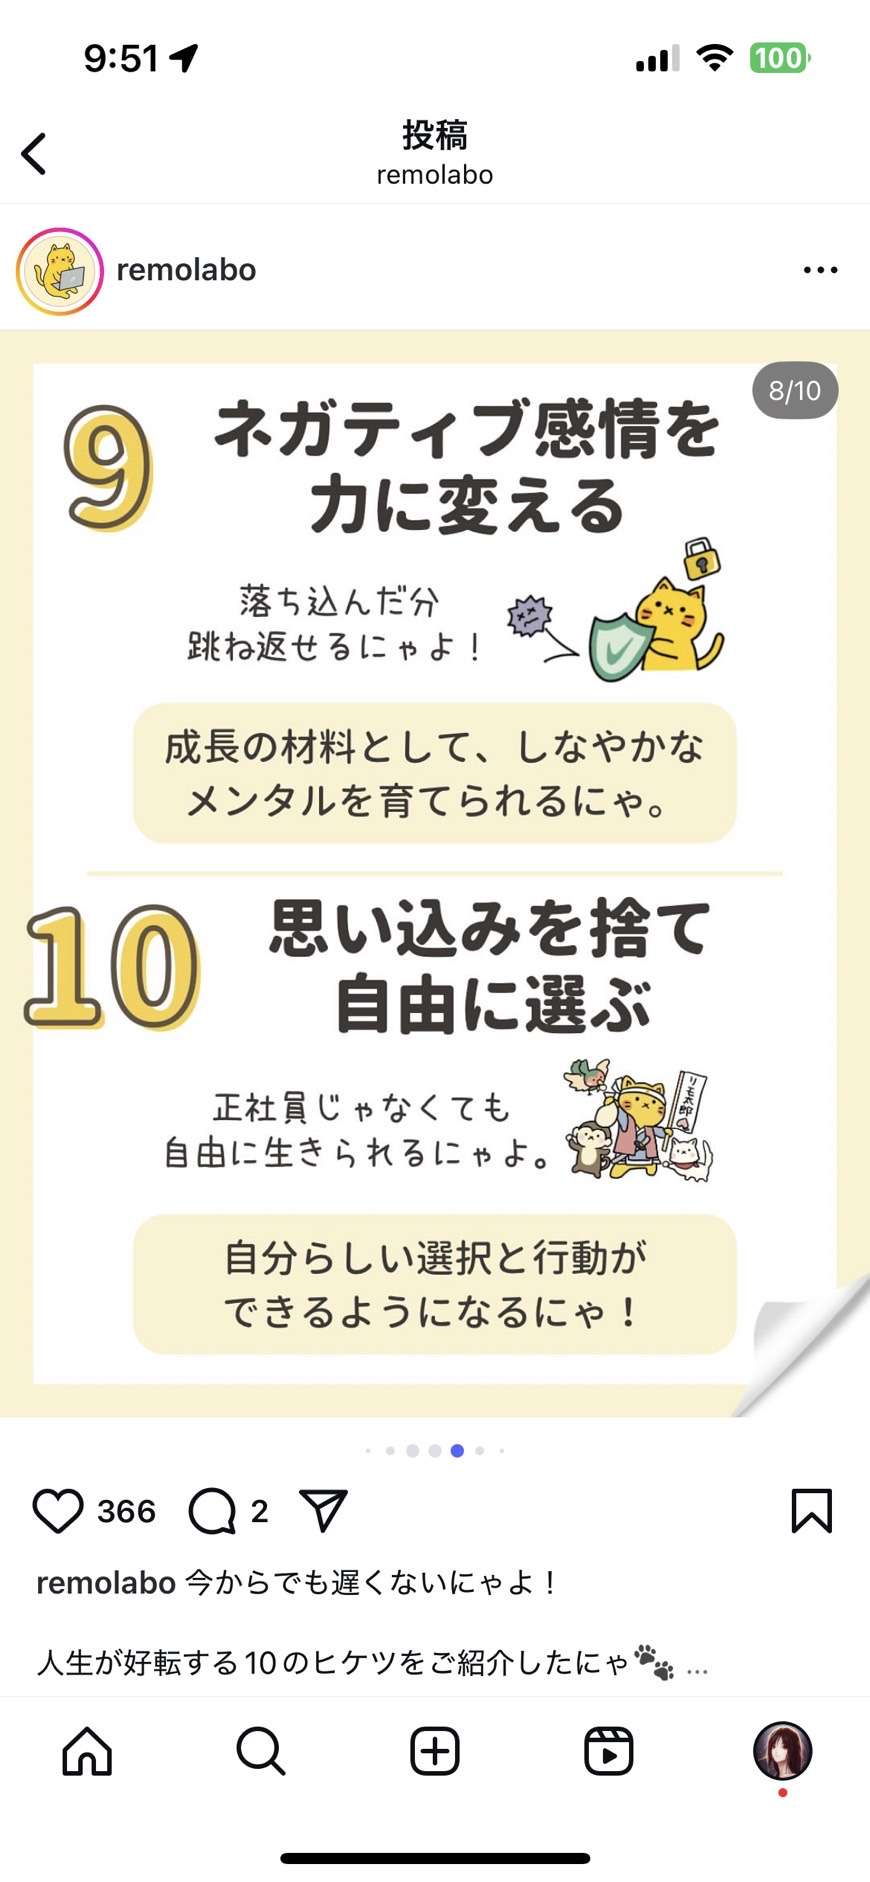 9:51
100
投稿
remolabo
remolabo
8/10
9
ネガティブ感情を
力に変える
落ち込んだ分
跳ね返せるにゃよ！
成長の材料として、しなやかな
メンタルを育てられるにゃ。
10
思い込みを捨て
自由に選ぶ
リモ太郎
正社員じゃなくても
自由に生きられるにゃよ。
自分らしい選択と行動が
できるようになるにゃ！
366
2
remolabo 今からでも遅くないにゃよ！
人生が好転する10のヒケツをご紹介したにゃ🐾 ...